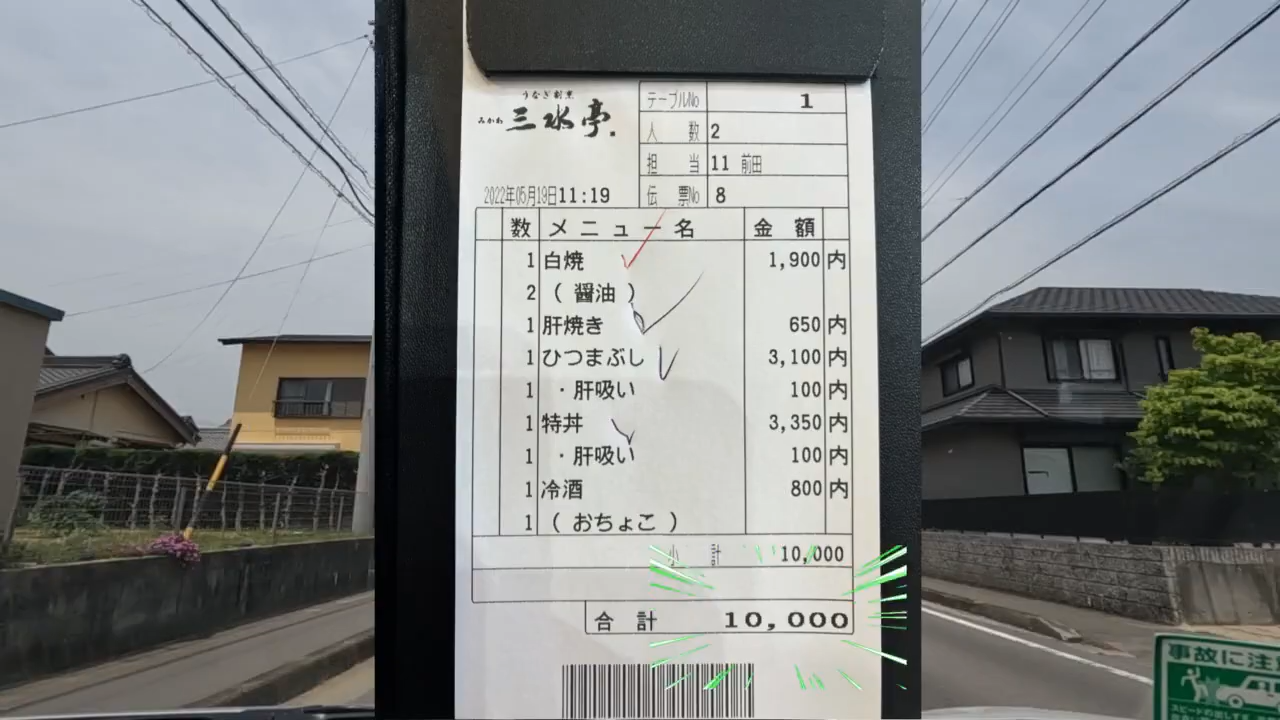 うなぎ割烹
みかわ 三水亭
テーブルNo 1
人 数 2
担 当 11 前田
2022年05月19日11:19 伝 票No 8
数 メニュー名 金 額
1 白焼 1,900 内
2 ( 醤油 )
1 肝焼き 650 内
1 ひつまぶし 3,100 内
1 ・肝吸い 100 内
1 特丼 3,350 内
1 ・肝吸い 100 内
1 冷酒 800 内
1 ( おちょこ )
小 計 10,000
合 計 10,000
事故に注